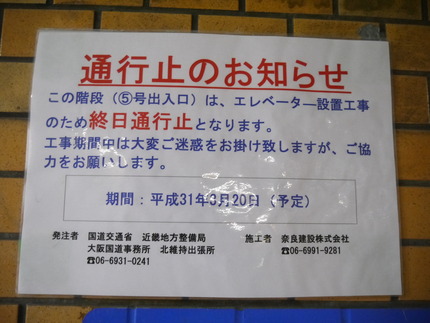 通行止のお知らせ
この階段（⑤号出入口）は、エレベーター設置工事
のため終日通行止となります。
工事期間中は大変ご迷惑をお掛け致しますが、ご協
力をお願いします。
期間：平成31年3月20日（予定）
発注者　国土交通省　近畿地方整備局
大阪国道事務所　北維持出張所
☎06-6931-0241
施工者　奈良建設株式会社
☎06-6991-9281